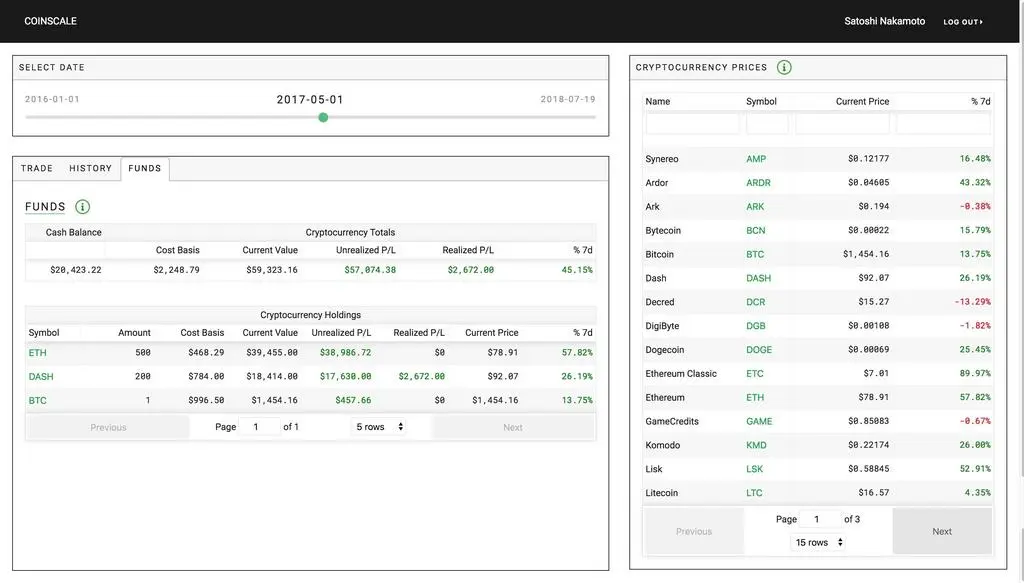 COINSCALE
Satoshi Nakamoto LOG OUT
SELECT DATE
2016-01-01 2017-05-01 2018-07-19
TRADE HISTORY FUNDS
FUNDS
Cash Balance Cryptocurrency Totals
Cost Basis Current Value Unrealized P/L Realized P/L % 7d
$20,423.22 $2,248.79 $59,323.16 $57,074.38 $2,672.00 45.15%
Cryptocurrency Holdings
Symbol Amount Cost Basis Current Value Unrealized P/L Realized P/L Current Price % 7d
ETH 500 $468.29 $39,455.00 $38,986.72 $0 $78.91 57.82%
DASH 200 $784.00 $18,414.00 $17,630.00 $2,672.00 $92.07 26.19%
BTC 1 $996.50 $1,454.16 $457.66 $0 $1,454.16 13.75%
Previous Page 1 of 1 5 rows Next
CRYPTOCURRENCY PRICES
Name Symbol Current Price % 7d
Synereo AMP $0.12177 16.48%
Ardor ARDR $0.04605 43.32%
Ark ARK $0.194 -0.38%
Bytecoin BCN $0.00022 15.79%
Bitcoin BTC $1,454.16 13.75%
Dash DASH $92.07 26.19%
Decred DCR $15.27 -13.29%
DigiByte DGB $0.00108 -1.82%
Dogecoin DOGE $0.00069 25.45%
Ethereum Classic ETC $7.01 89.97%
Ethereum ETH $78.91 57.82%
GameCredits GAME $0.85083 -0.67%
Komodo KMD $0.22174 26.00%
Lisk LSK $0.58845 52.91%
Litecoin LTC $16.57 4.35%
Previous Page 1 of 3 Next
15 rows